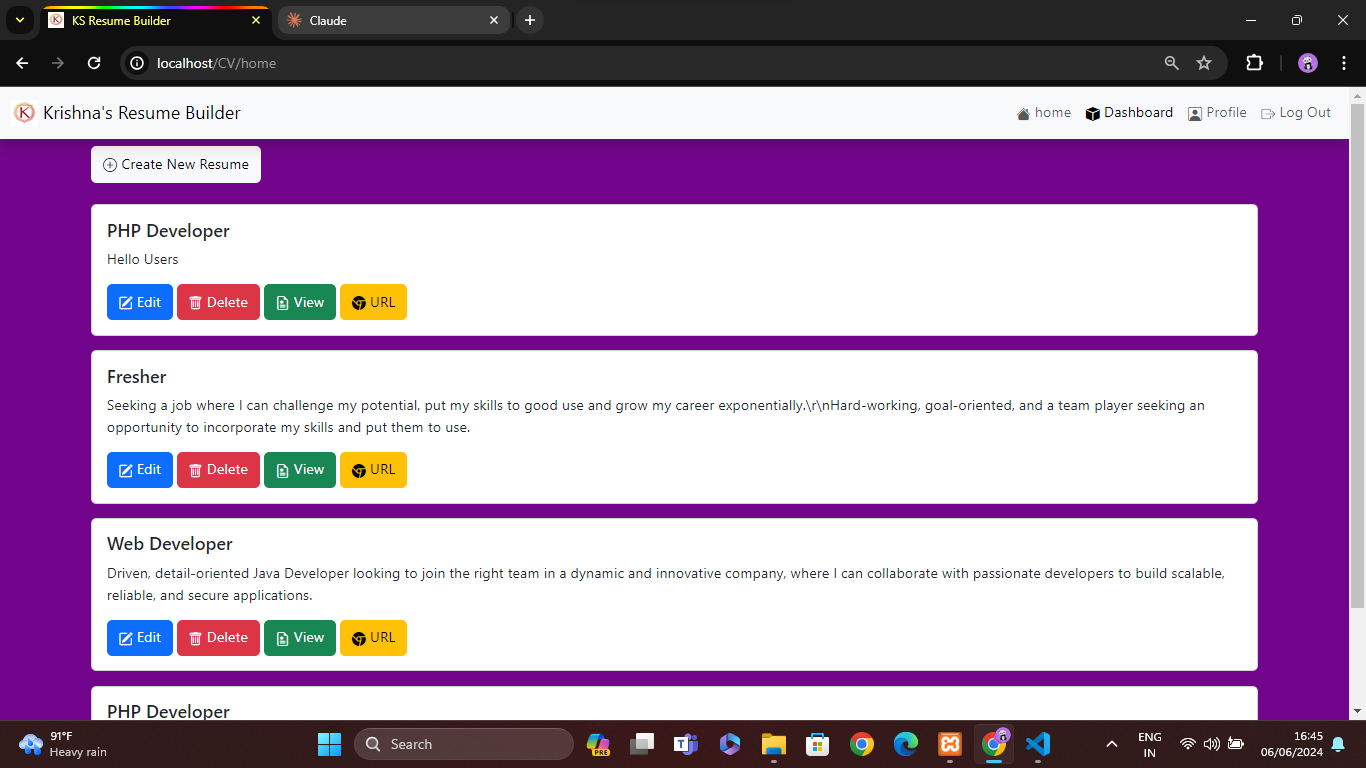 KS Resume Builder
Claude
localhost/CV/home
K Krishna's Resume Builder
home Dashboard Profile Log Out
Create New Resume
PHP Developer
Hello Users
Edit Delete View URL
Fresher
Seeking a job where I can challenge my potential, put my skills to good use and grow my career exponentially.\r\nHard-working, goal-oriented, and a team player seeking an
opportunity to incorporate my skills and put them to use.
Edit Delete View URL
Web Developer
Driven, detail-oriented Java Developer looking to join the right team in a dynamic and innovative company, where I can collaborate with passionate developers to build scalable,
reliable, and secure applications.
Edit Delete View URL
PHP Developer
91°F
Heavy rain
Search
PRE
ENG
IN
16:45
06/06/2024